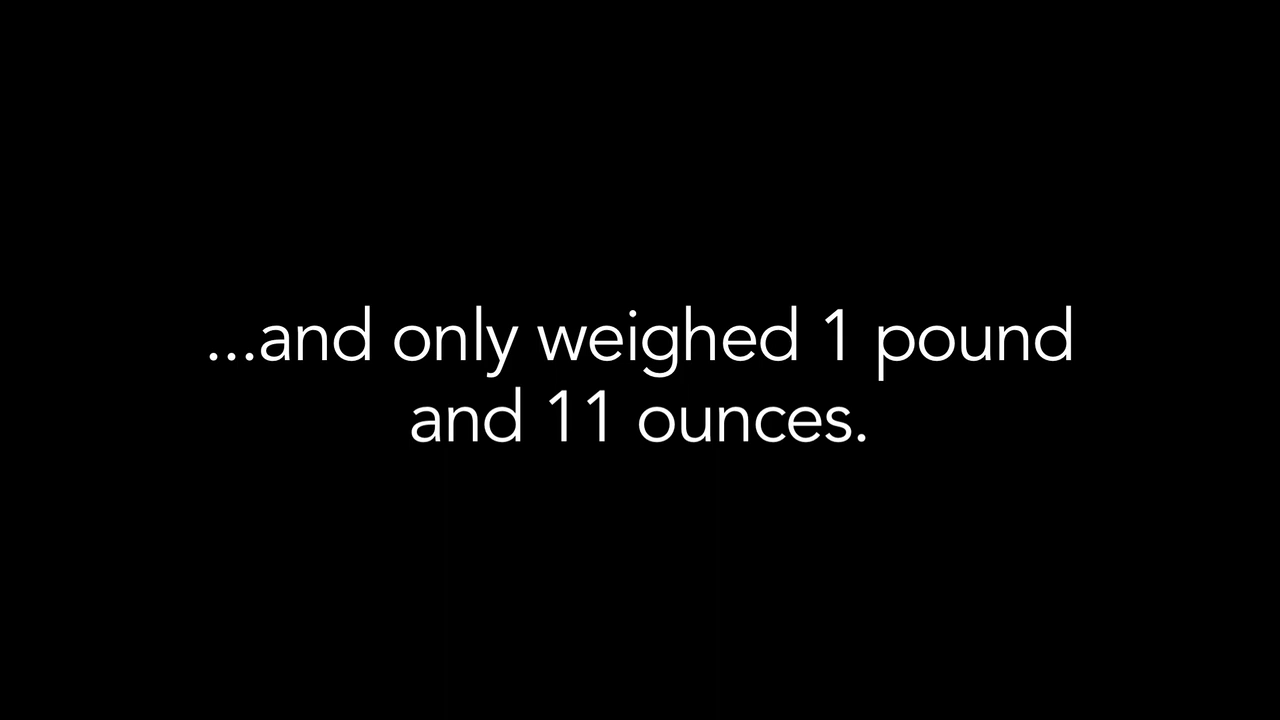 ...and only weighed 1 pound
and 11 ounces.